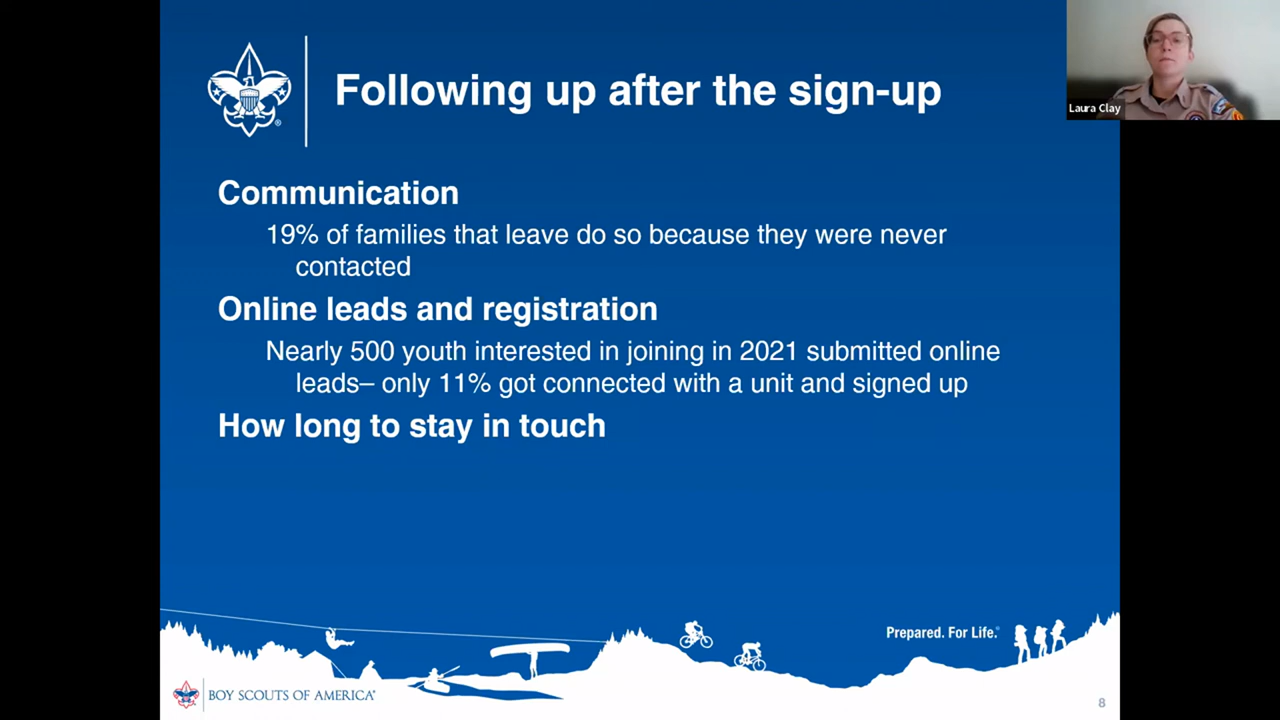 Following up after the sign-up
Laura Clay
Communication
19% of families that leave do so because they were never
contacted
Online leads and registration
Nearly 500 youth interested in joining in 2021 submitted online
leads– only 11% got connected with a unit and signed up
How long to stay in touch
Prepared. For Life.®
BOY SCOUTS OF AMERICA®
8